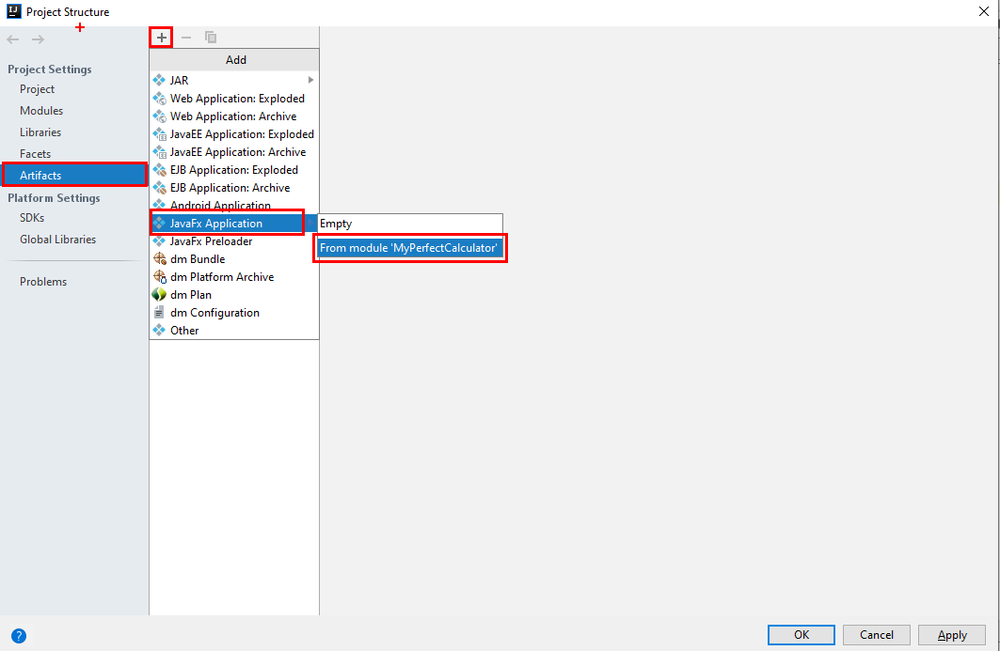 Project Structure
Project Settings
Project
Modules
Libraries
Facets
Artifacts
Platform Settings
SDKs
Global Libraries
Problems
Add
JAR
Web Application: Exploded
Web Application: Archive
JavaEE Application: Exploded
JavaEE Application: Archive
EJB Application: Exploded
EJB Application: Archive
Android Application
JavaFx Application
JavaFx Preloader
dm Bundle
dm Platform Archive
dm Plan
dm Configuration
Other
Empty
From module 'MyPerfectCalculator'
OK
Cancel
Apply